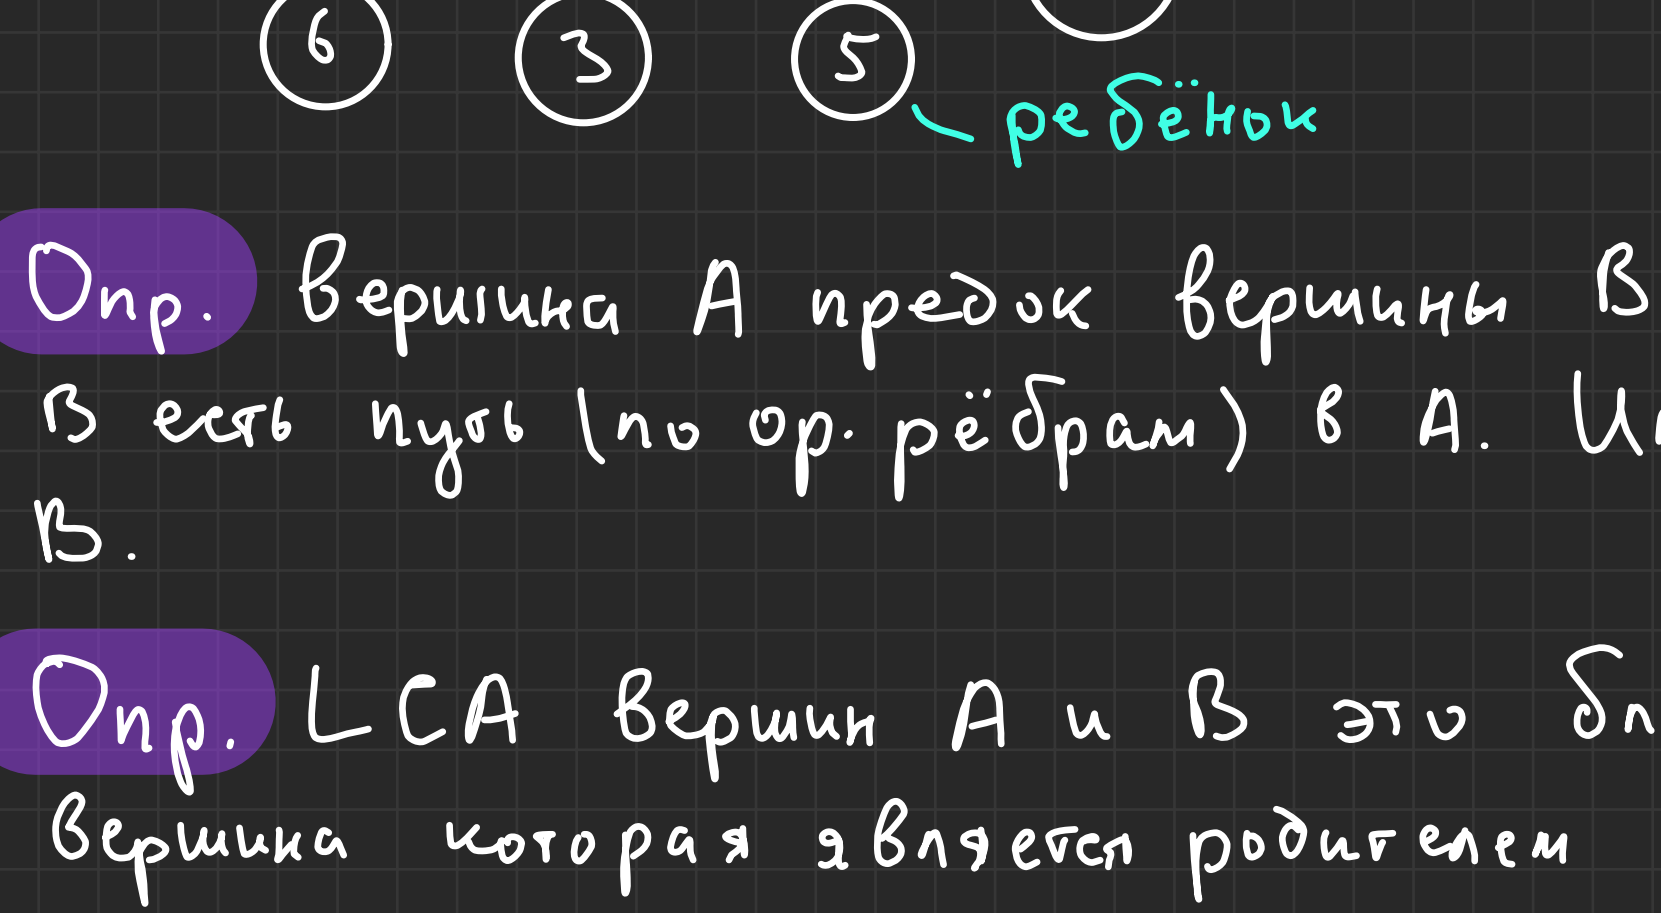 6 3 5
ребёнок
Опр. Вершина А предок вершины В
В есть путь (по ор. рёбрам) в А.
В.
Опр. LCA вершин А и В это
вершина которая является родителем